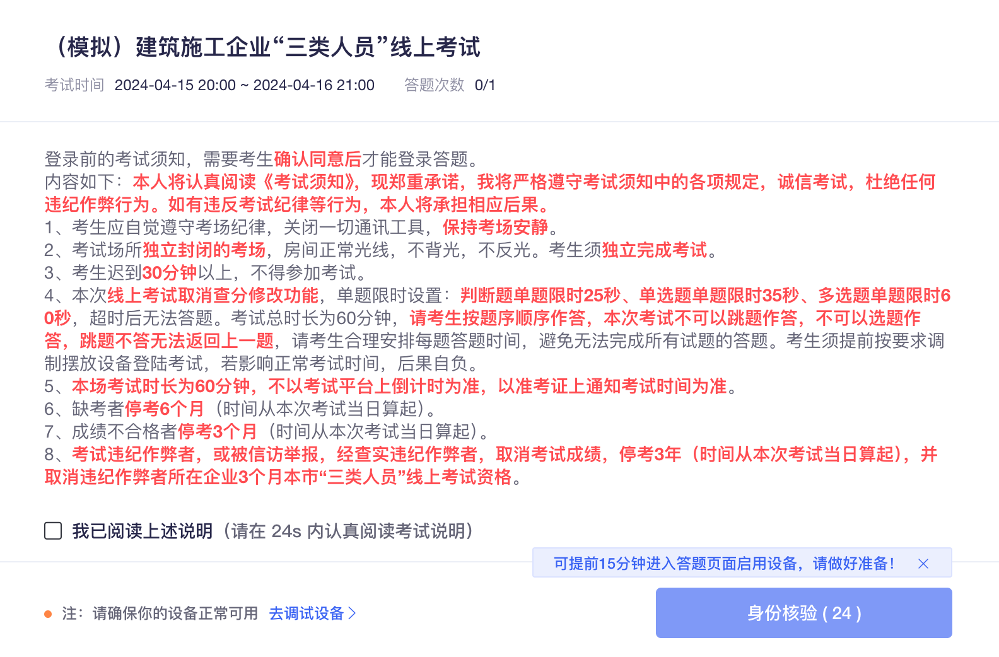 （模拟）建筑施工企业“三类人员”线上考试
考试时间 2024-04-15 20:00 ~ 2024-04-16 21:00 答题次数 0/1
登录前的考试须知，需要考生确认同意后才能登录答题。
内容如下：本人将认真阅读《考试须知》，现郑重承诺，我将严格遵守考试须知中的各项规定，诚信考试，杜绝任何
违纪作弊行为。如有违反考试纪律等行为，本人将承担相应后果。
1、考生应自觉遵守考场纪律，关闭一切通讯工具，保持考场安静。
2、考试场所独立封闭的考场，房间正常光线，不背光，不反光。考生须独立完成考试。
3、考生迟到30分钟以上，不得参加考试。
4、本次线上考试取消查分修改功能，单题限时设置：判断题单题限时25秒、单选题单题限时35秒、多选题单题限时6
0秒，超时后无法答题。考试总时长为60分钟，请考生按题序顺序作答，本次考试不可以跳题作答，不可以选题作
答，跳题不答无法返回上一题，请考生合理安排每题答题时间，避免无法完成所有试题的答题。考生须提前按要求调
制摆放设备登陆考试，若影响正常考试时间，后果自负。
5、本场考试时长为60分钟，不以考试平台上倒计时为准，以准考证上通知考试时间为准。
6、缺考者停考6个月（时间从本次考试当日算起）。
7、成绩不合格者停考3个月（时间从本次考试当日算起）。
8、考试违纪作弊者，或被信访举报，经查实违纪作弊者，取消考试成绩，停考3年（时间从本次考试当日算起），并
取消违纪作弊者所在企业3个月本市“三类人员”线上考试资格。
我已阅读上述说明（请在 24s 内认真阅读考试说明）
可提前15分钟进入答题页面启用设备，请做好准备！
注：请确保你的设备正常可用 去调试设备
身份核验 ( 24 )